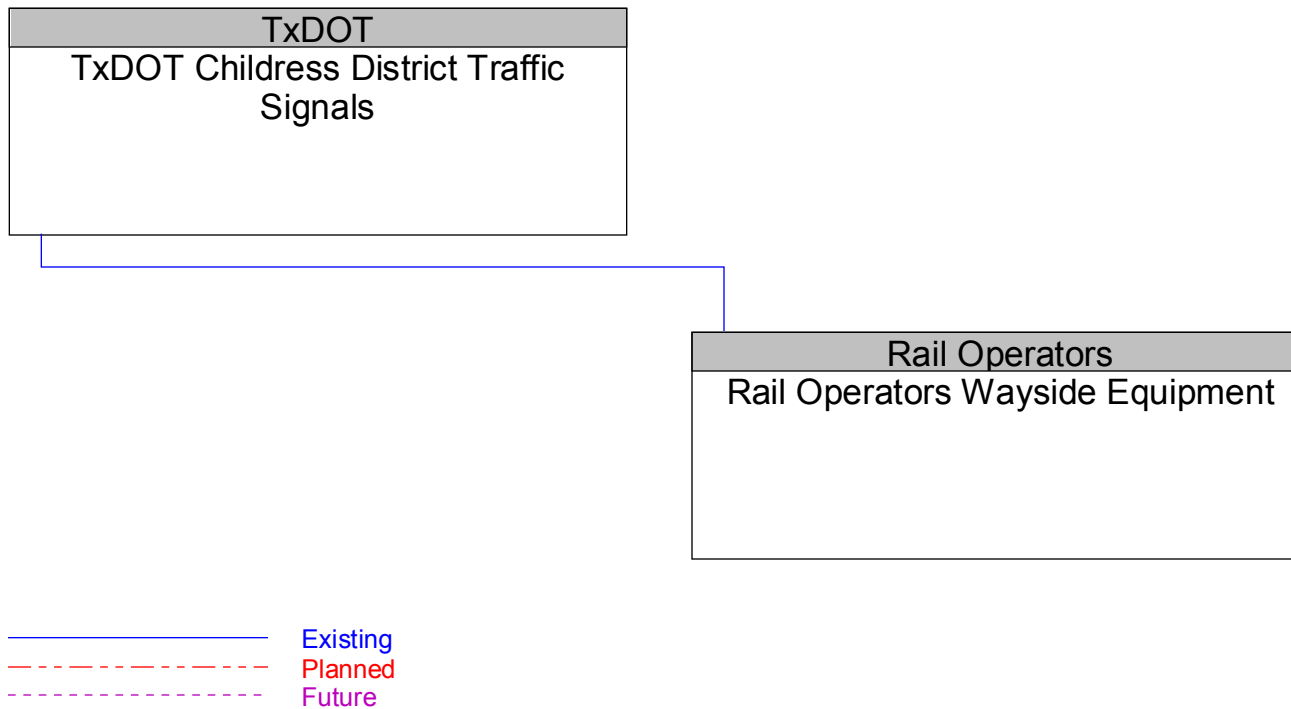 TxDOT
TxDOT Childress District Traffic
Signals
Rail Operators
Rail Operators Wayside Equipment
Existing
Planned
Future